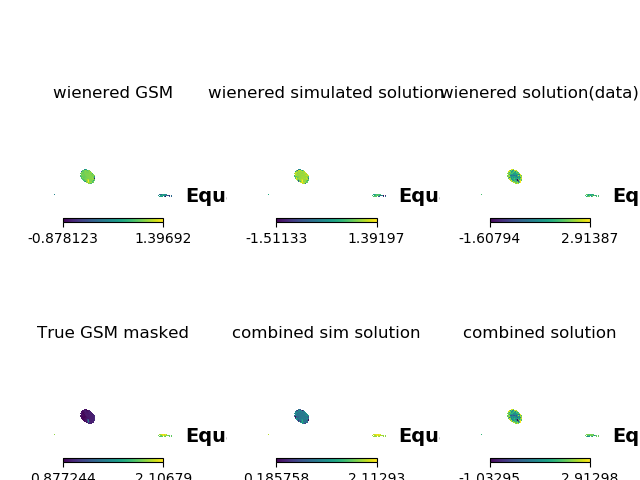 wienered GSM
wienered simulated solution
wienered solution(data)
Equ
Equ
Eq
-0.878123 1.39692
-1.51133 1.39197
-1.60794 2.91387
True GSM masked
combined sim solution
combined solution
Equ
Equ
Eq
0.877244 2.10679
0.185758 2.11293
-1.03295 2.91298